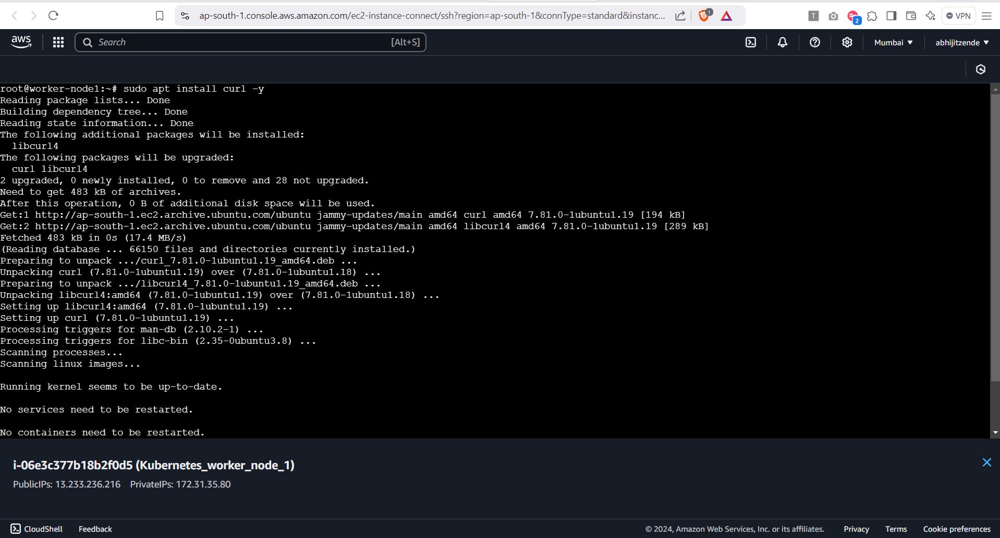 ap-south-1.console.aws.amazon.com/ec2-instance-connect/ssh?region=ap-south-1&connType=standard&instanc...
1
T
2
VPN
aws
Search
[Alt+S]
Mumbai
abhijitzende
root@worker-node1:~# sudo apt install curl -y
Reading package lists... Done
Building dependency tree... Done
Reading state information... Done
The following additional packages will be installed:
  libcurl4
The following packages will be upgraded:
  curl libcurl4
2 upgraded, 0 newly installed, 0 to remove and 28 not upgraded.
Need to get 483 kB of archives.
After this operation, 0 B of additional disk space will be used.
Get:1 http://ap-south-1.ec2.archive.ubuntu.com/ubuntu jammy-updates/main amd64 curl amd64 7.81.0-1ubuntu1.19 [194 kB]
Get:2 http://ap-south-1.ec2.archive.ubuntu.com/ubuntu jammy-updates/main amd64 libcurl4 amd64 7.81.0-1ubuntu1.19 [289 kB]
Fetched 483 kB in 0s (17.4 MB/s)
(Reading database ... 66150 files and directories currently installed.)
Preparing to unpack .../curl_7.81.0-1ubuntu1.19_amd64.deb ...
Unpacking curl (7.81.0-1ubuntu1.19) over (7.81.0-1ubuntu1.18) ...
Preparing to unpack .../libcurl4_7.81.0-1ubuntu1.19_amd64.deb ...
Unpacking libcurl4:amd64 (7.81.0-1ubuntu1.19) over (7.81.0-1ubuntu1.18) ...
Setting up libcurl4:amd64 (7.81.0-1ubuntu1.19) ...
Setting up curl (7.81.0-1ubuntu1.19) ...
Processing triggers for man-db (2.10.2-1) ...
Processing triggers for libc-bin (2.35-0ubuntu3.8) ...
Scanning processes...
Scanning linux images...
Running kernel seems to be up-to-date.
No services need to be restarted.
No containers need to be restarted.
i-06e3c377b18b2f0d5 (Kubernetes_worker_node_1)
PublicIPs: 13.233.236.216 PrivateIPs: 172.31.35.80
CloudShell
Feedback
© 2024, Amazon Web Services, Inc. or its affiliates.
Privacy
Terms
Cookie preferences